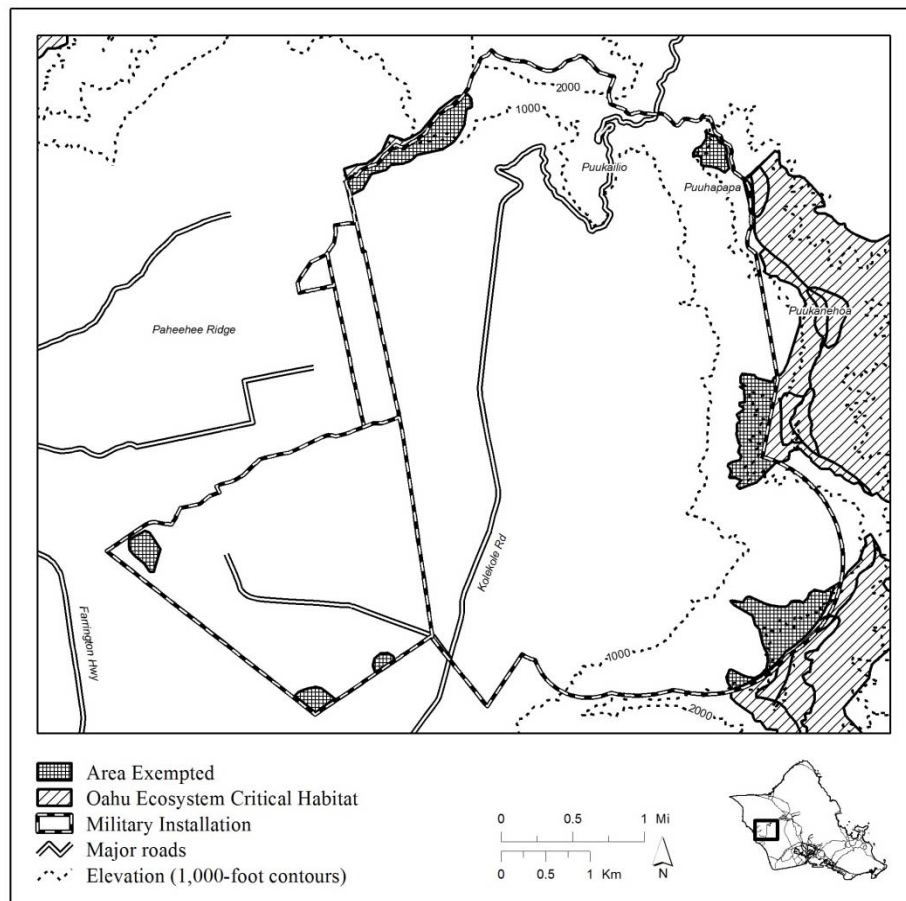 2000
1000
Puukailio
Puuhapapa
Puukanehoa
Paheehee Ridge
Kolekole Rd
Farrington Hwy
1000
2000
Area Exempted
Oahu Ecosystem Critical Habitat
Military Installation
Major roads
Elevation (1,000-foot contours)
0 0.5 1 Mi
0 0.5 1 Km
N